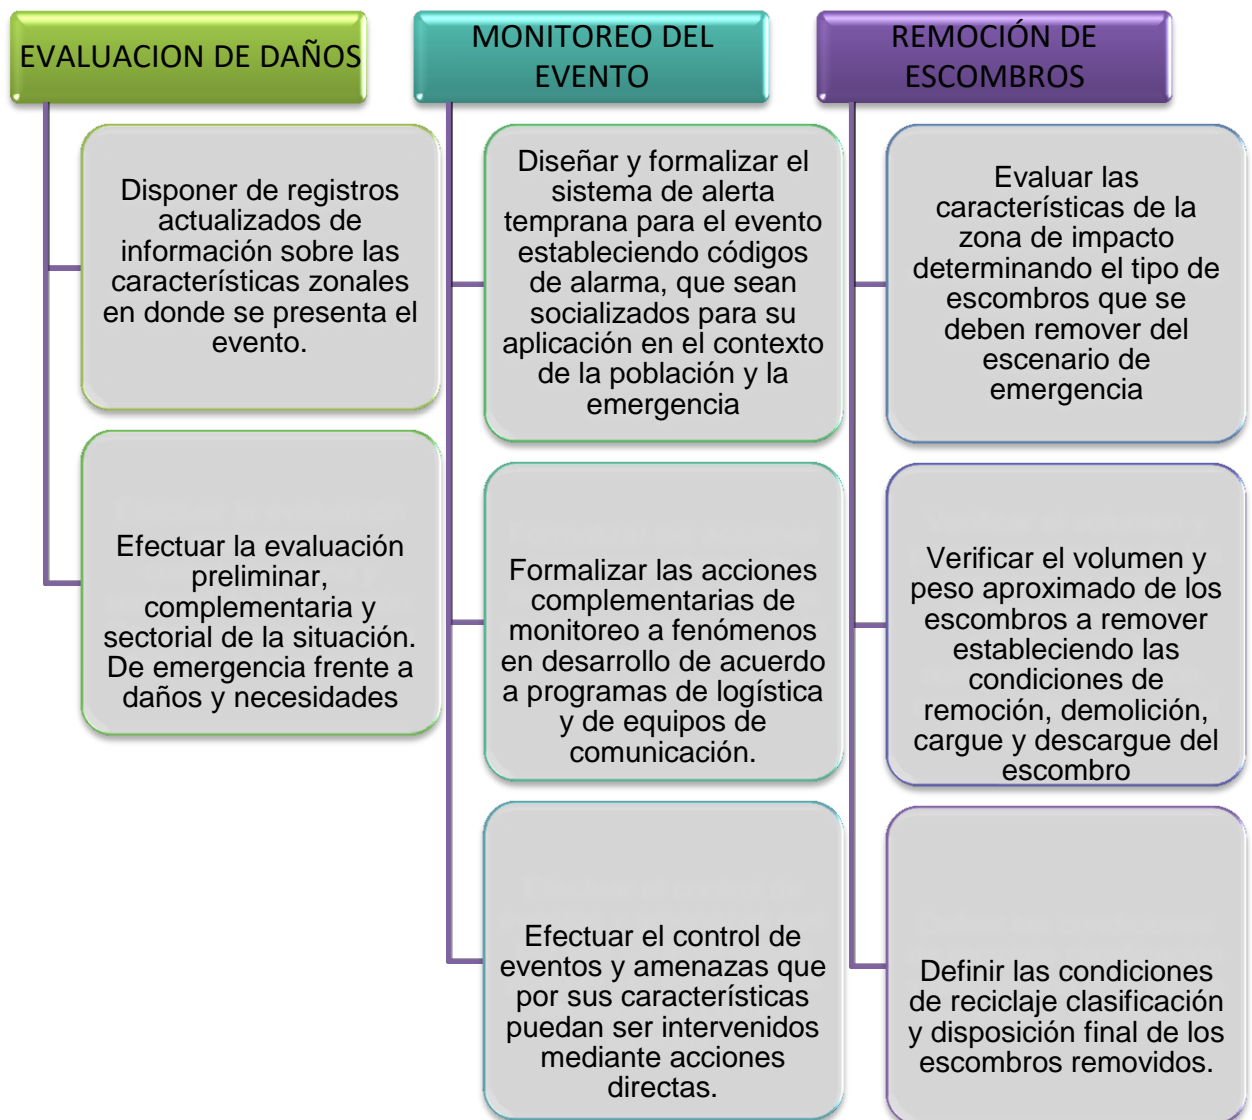 EVALUACION DE DAÑOS
Disponer de registros
actualizados de
información sobre las
características zonales
en donde se presenta el
evento.
Efectuar la evaluación
preliminar,
complementaria y
sectorial de la situación.
De emergencia frente a
daños y necesidades
MONITOREO DEL
EVENTO
Diseñar y formalizar el
sistema de alerta
temprana para el evento
estableciendo códigos
de alarma, que sean
socializados para su
aplicación en el contexto
de la población y la
emergencia
Formalizar las acciones
complementarias de
monitoreo a fenómenos
en desarrollo de acuerdo
a programas de logística
y de equipos de
comunicación.
Efectuar el control de
eventos y amenazas que
por sus características
puedan ser intervenidos
mediante acciones
directas.
REMOCIÓN DE
ESCOMBROS
Evaluar las
características de la
zona de impacto
determinando el tipo de
escombros que se
deben remover del
escenario de
emergencia
Verificar el volumen y
peso aproximado de los
escombros a remover
estableciendo las
condiciones de
remoción, demolición,
cargue y descargue del
escombro
Definir las condiciones
de reciclaje clasificación
y disposición final de los
escombros removidos.